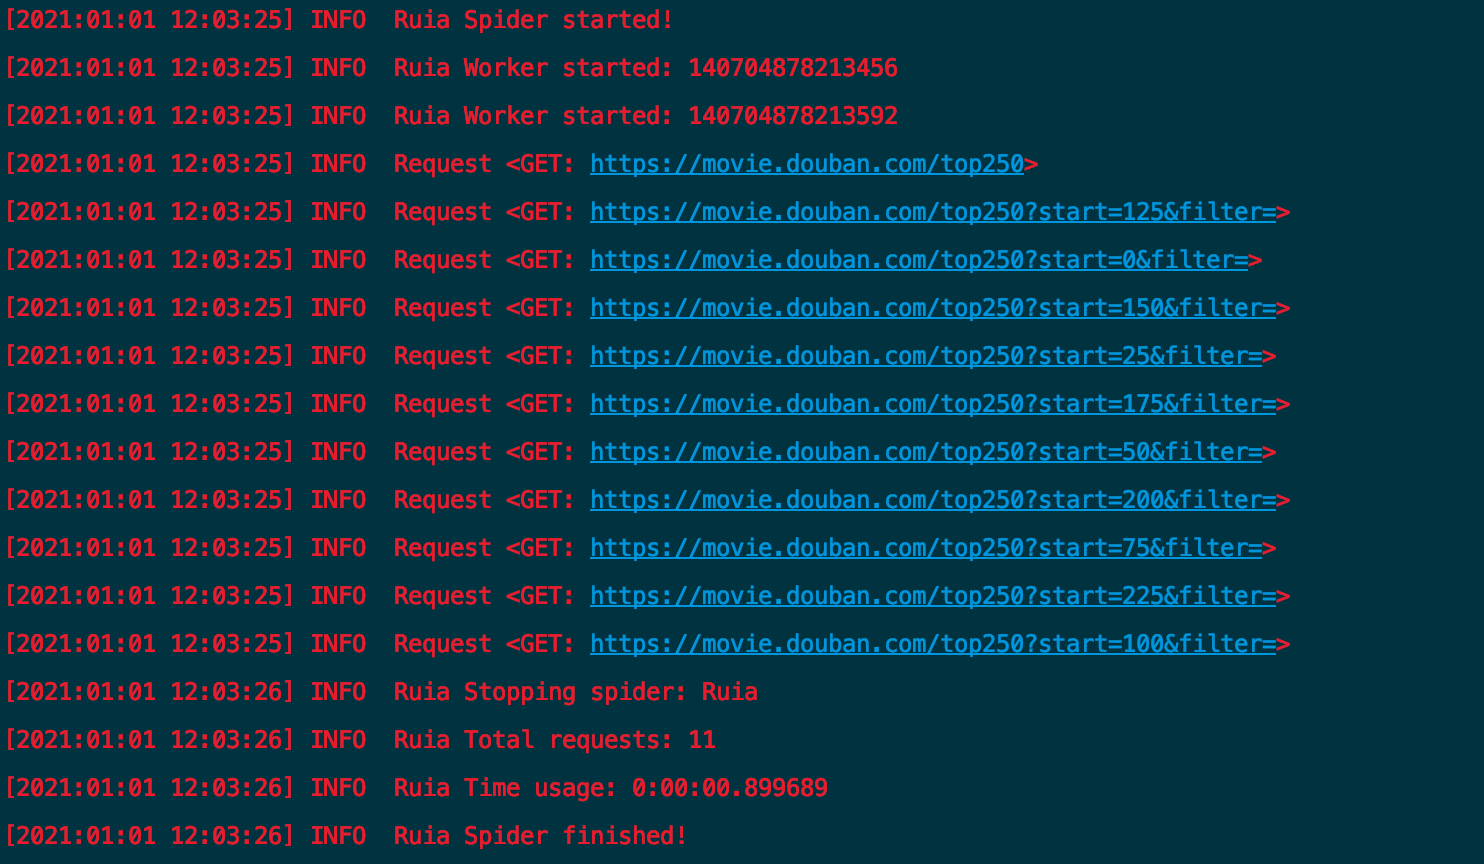 [2021:01:01 12:03:25] INFO  Ruia Spider started!
[2021:01:01 12:03:25] INFO  Ruia Worker started: 140704878213456
[2021:01:01 12:03:25] INFO  Ruia Worker started: 140704878213592
[2021:01:01 12:03:25] INFO  Request <GET: https://movie.douban.com/top250>
[2021:01:01 12:03:25] INFO  Request <GET: https://movie.douban.com/top250?start=125&filter=>
[2021:01:01 12:03:25] INFO  Request <GET: https://movie.douban.com/top250?start=0&filter=>
[2021:01:01 12:03:25] INFO  Request <GET: https://movie.douban.com/top250?start=150&filter=>
[2021:01:01 12:03:25] INFO  Request <GET: https://movie.douban.com/top250?start=25&filter=>
[2021:01:01 12:03:25] INFO  Request <GET: https://movie.douban.com/top250?start=175&filter=>
[2021:01:01 12:03:25] INFO  Request <GET: https://movie.douban.com/top250?start=50&filter=>
[2021:01:01 12:03:25] INFO  Request <GET: https://movie.douban.com/top250?start=200&filter=>
[2021:01:01 12:03:25] INFO  Request <GET: https://movie.douban.com/top250?start=75&filter=>
[2021:01:01 12:03:25] INFO  Request <GET: https://movie.douban.com/top250?start=225&filter=>
[2021:01:01 12:03:25] INFO  Request <GET: https://movie.douban.com/top250?start=100&filter=>
[2021:01:01 12:03:26] INFO  Ruia Stopping spider: Ruia
[2021:01:01 12:03:26] INFO  Ruia Total requests: 11
[2021:01:01 12:03:26] INFO  Ruia Time usage: 0:00:00.899689
[2021:01:01 12:03:26] INFO  Ruia Spider finished!